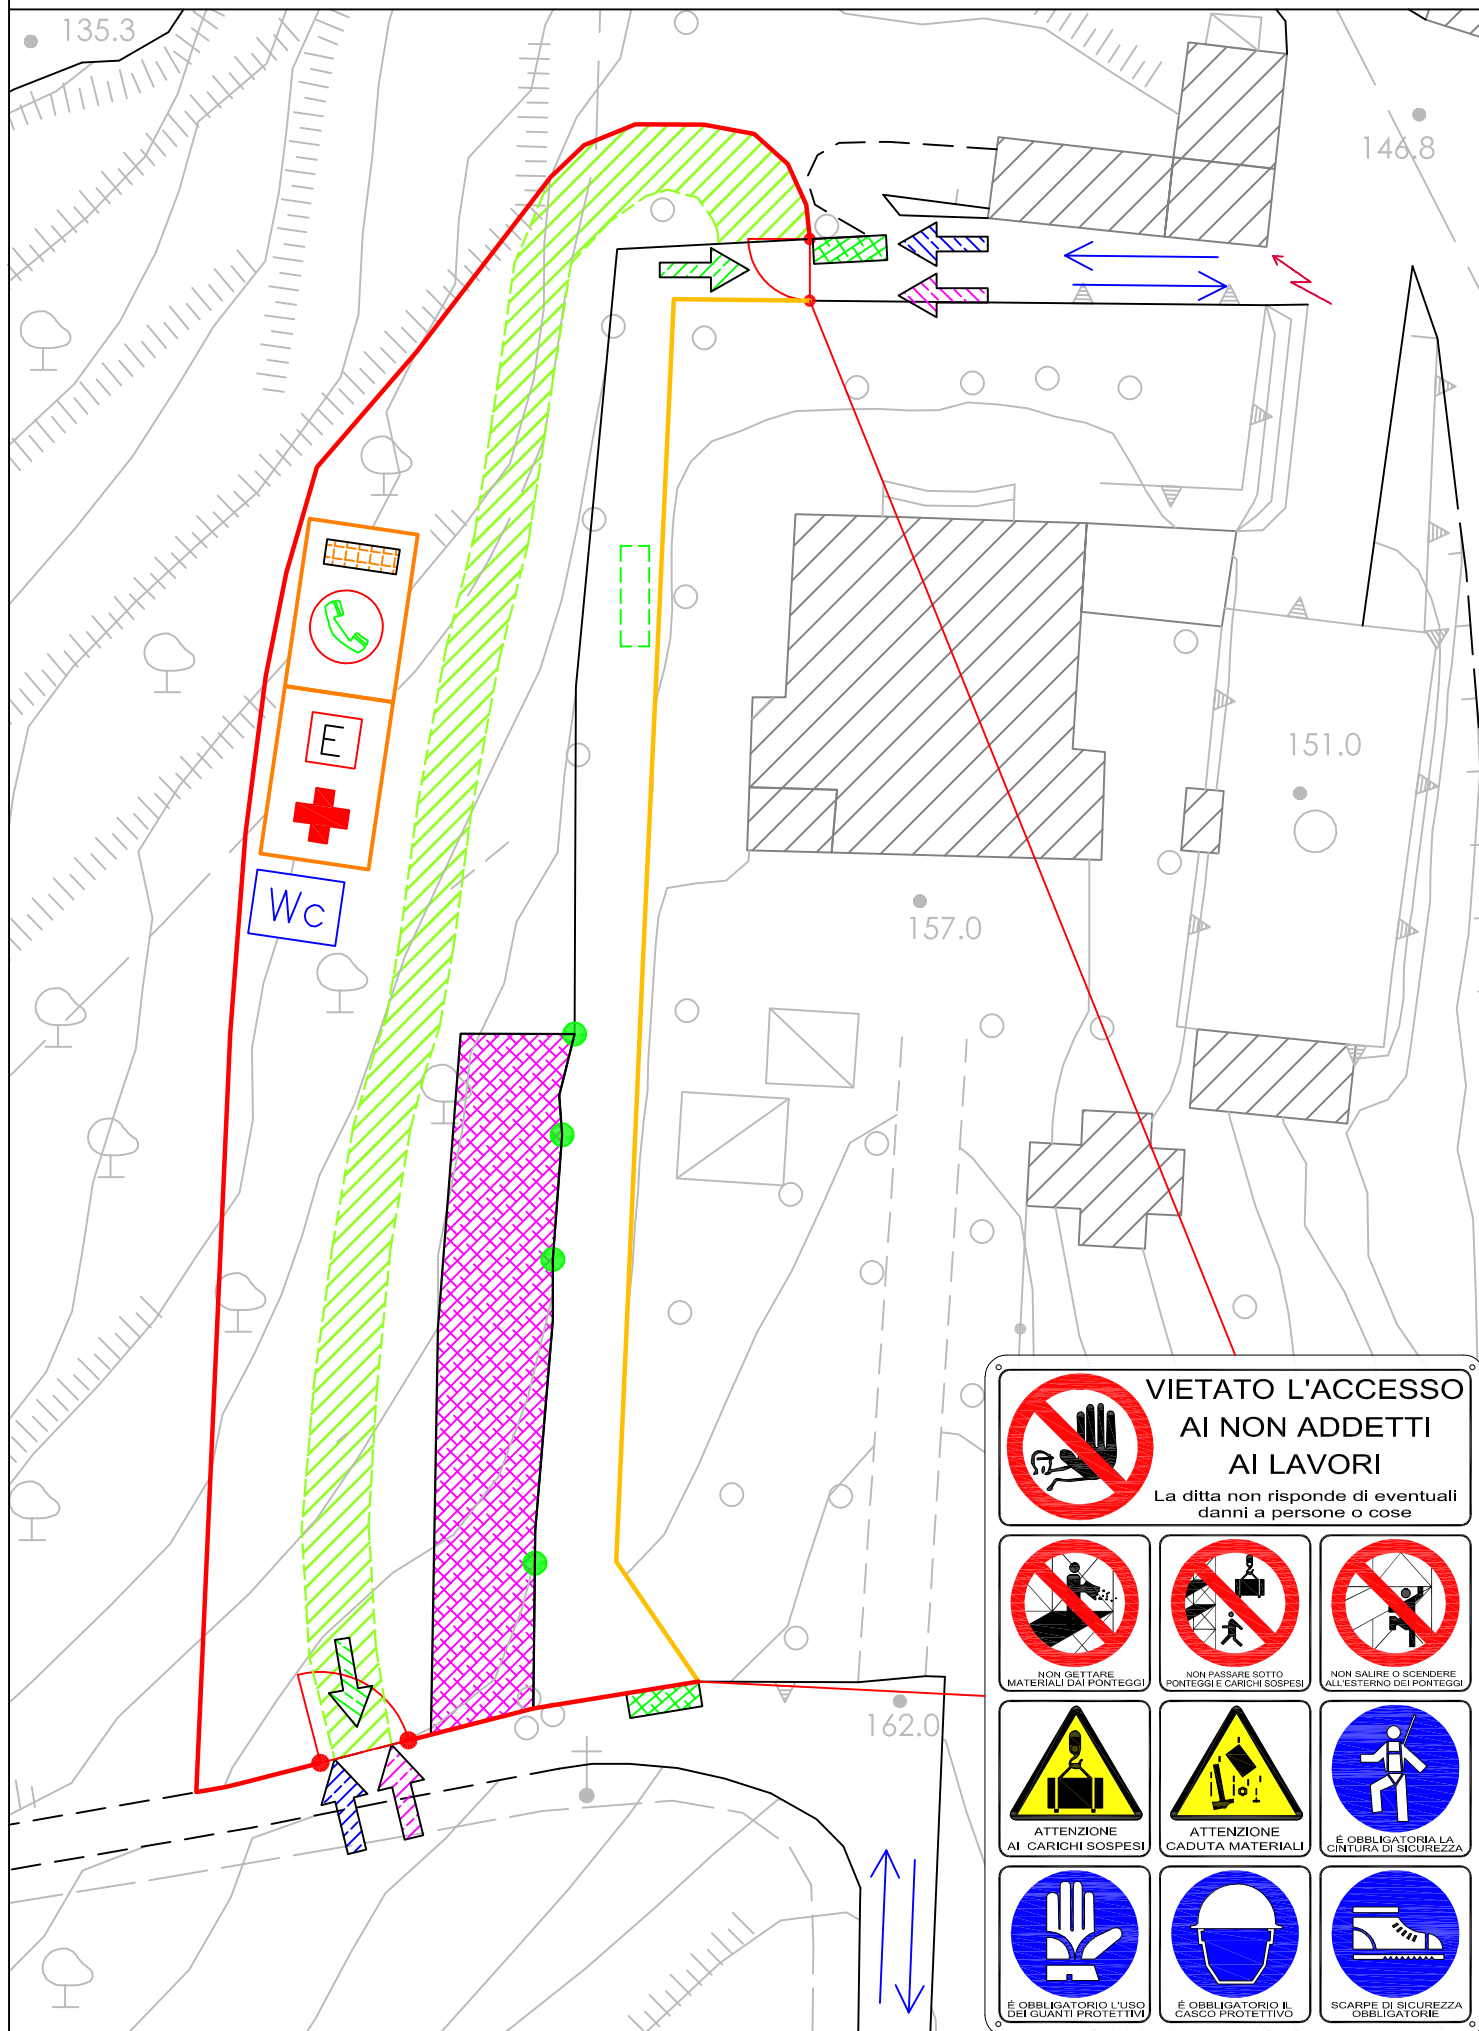 135.3
146.8
E
Wc
151.0
157.0
162.0
VIETATO L'ACCESSO
AI NON ADDETTI
AI LAVORI
La ditta non risponde di eventuali
danni a persone o cose
NON GETTARE
MATERIALI DAI PONTEGGI
NON PASSARE SOTTO
PONTEGGI E CARICHI SOSPESI
NON SALIRE O SCENDERE
ALL'ESTERNO DEI PONTEGGI
ATTENZIONE
AI CARICHI SOSPESI
ATTENZIONE
CADUTA MATERIALI
É OBBLIGATORIA LA
CINTURA DI SICUREZZA
É OBBLIGATORIO L'USO
DEI GUANTI PROTETTIVI
É OBBLIGATORIO IL
CASCO PROTETTIVO
SCARPE DI SICUREZZA
OBBLIGATORIE